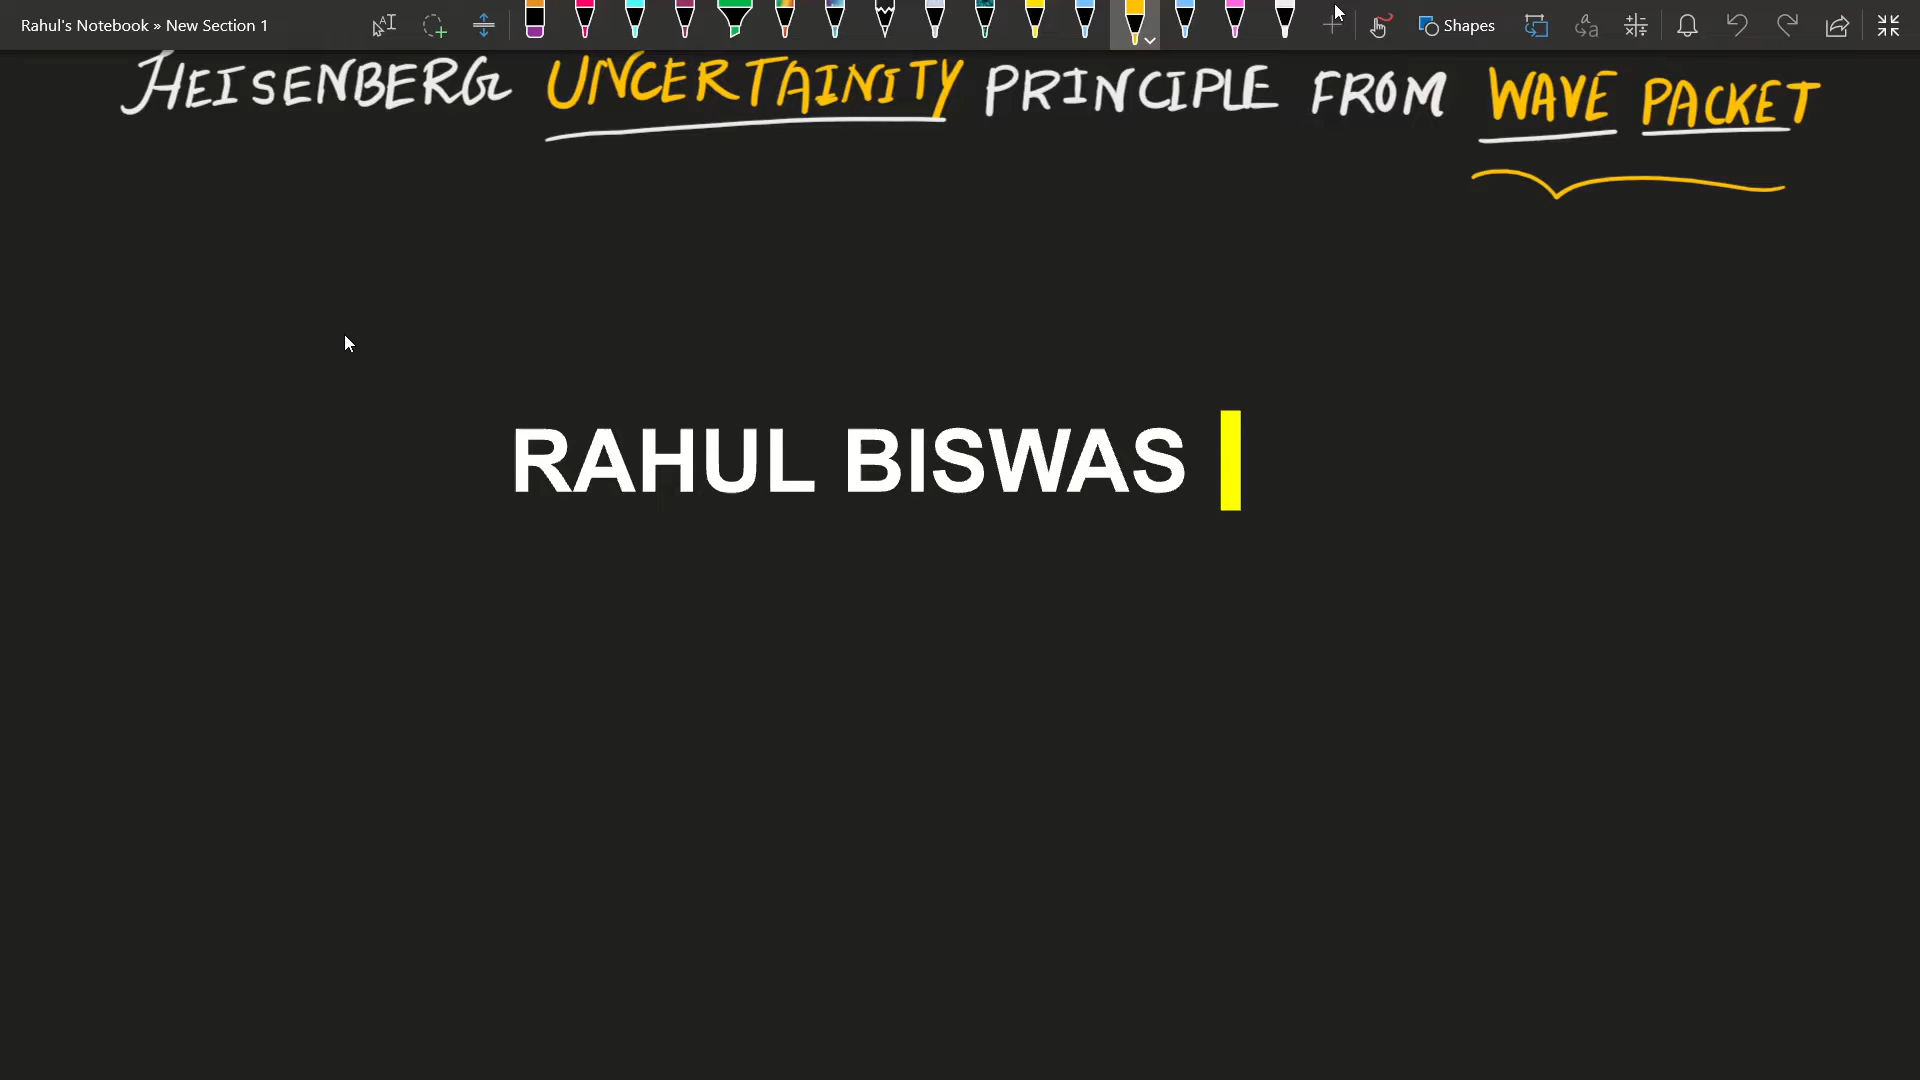 Rahul's Notebook » New Section 1
Shapes
HEISENBERG UNCERTAINITY PRINCIPLE FROM WAVE PACKET
RAHUL BISWAS